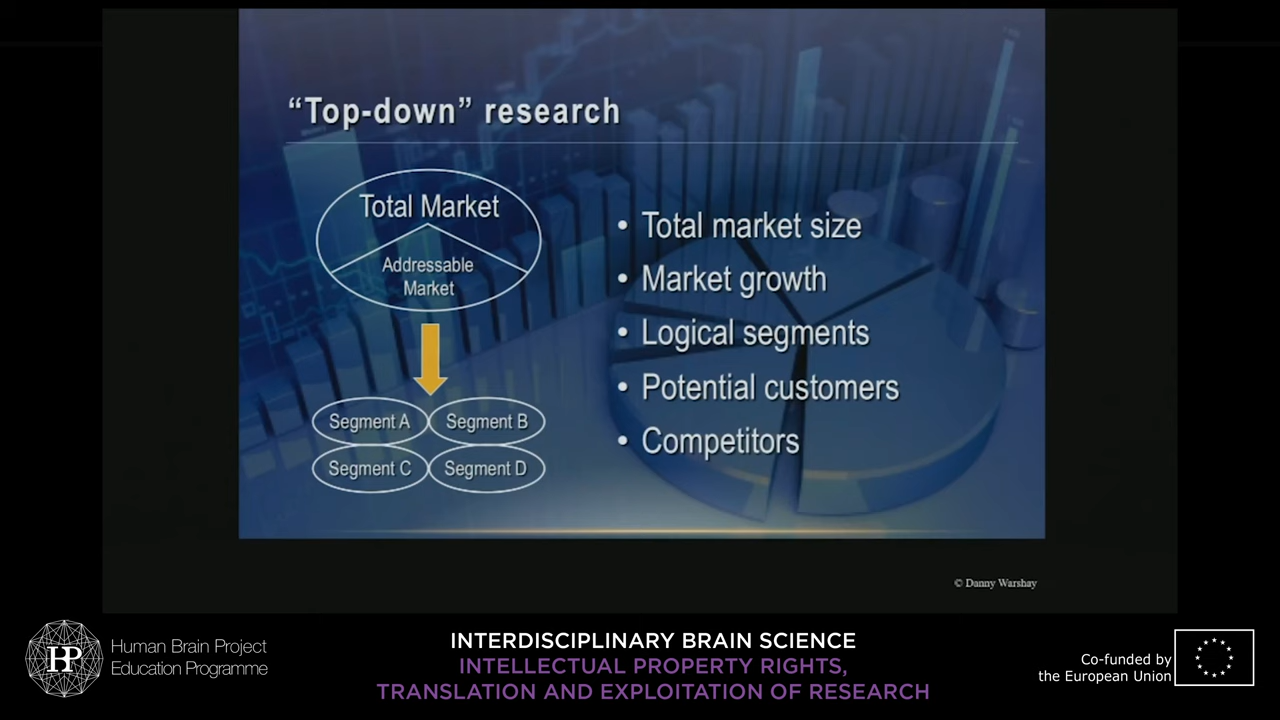 “Top-down” research
Total Market
Addressable
Market
Segment A
Segment B
Segment C
Segment D
• Total market size
• Market growth
• Logical segments
• Potential customers
• Competitors
© Danny Warshay
HBP
Human Brain Project
Education Programme
INTERDISCIPLINARY BRAIN SCIENCE
INTELLECTUAL PROPERTY RIGHTS,
TRANSLATION AND EXPLOITATION OF RESEARCH
Co-funded by
the European Union